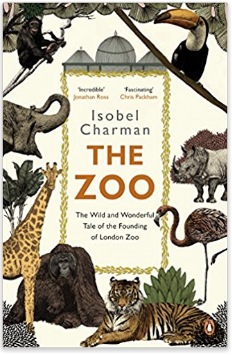 'Incredible' 'Fascinating'
Jonathan Ross Chris Packham
Isobel
Charman
THE
ZOO
The Wild and Wonderful
Tale of the Founding
of London Zoo